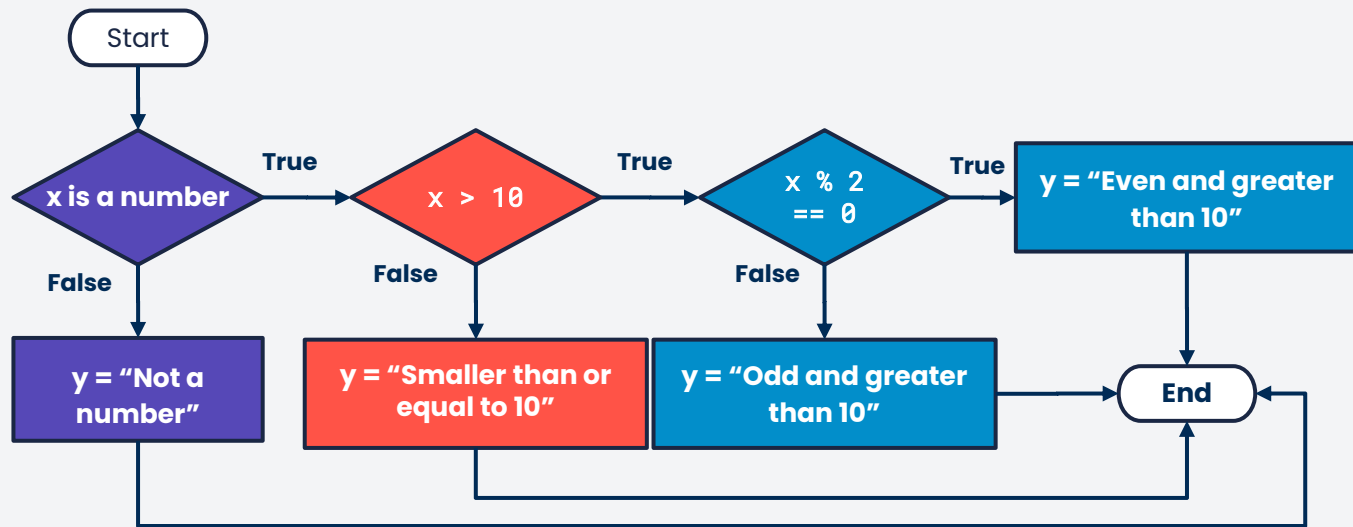 Start
x is a number
True
False
x > 10
True
False
x % 2
== 0
True
False
y = “Even and greater
than 10”
y = “Not a
number”
y = “Smaller than or
equal to 10”
y = “Odd and greater
than 10”
End